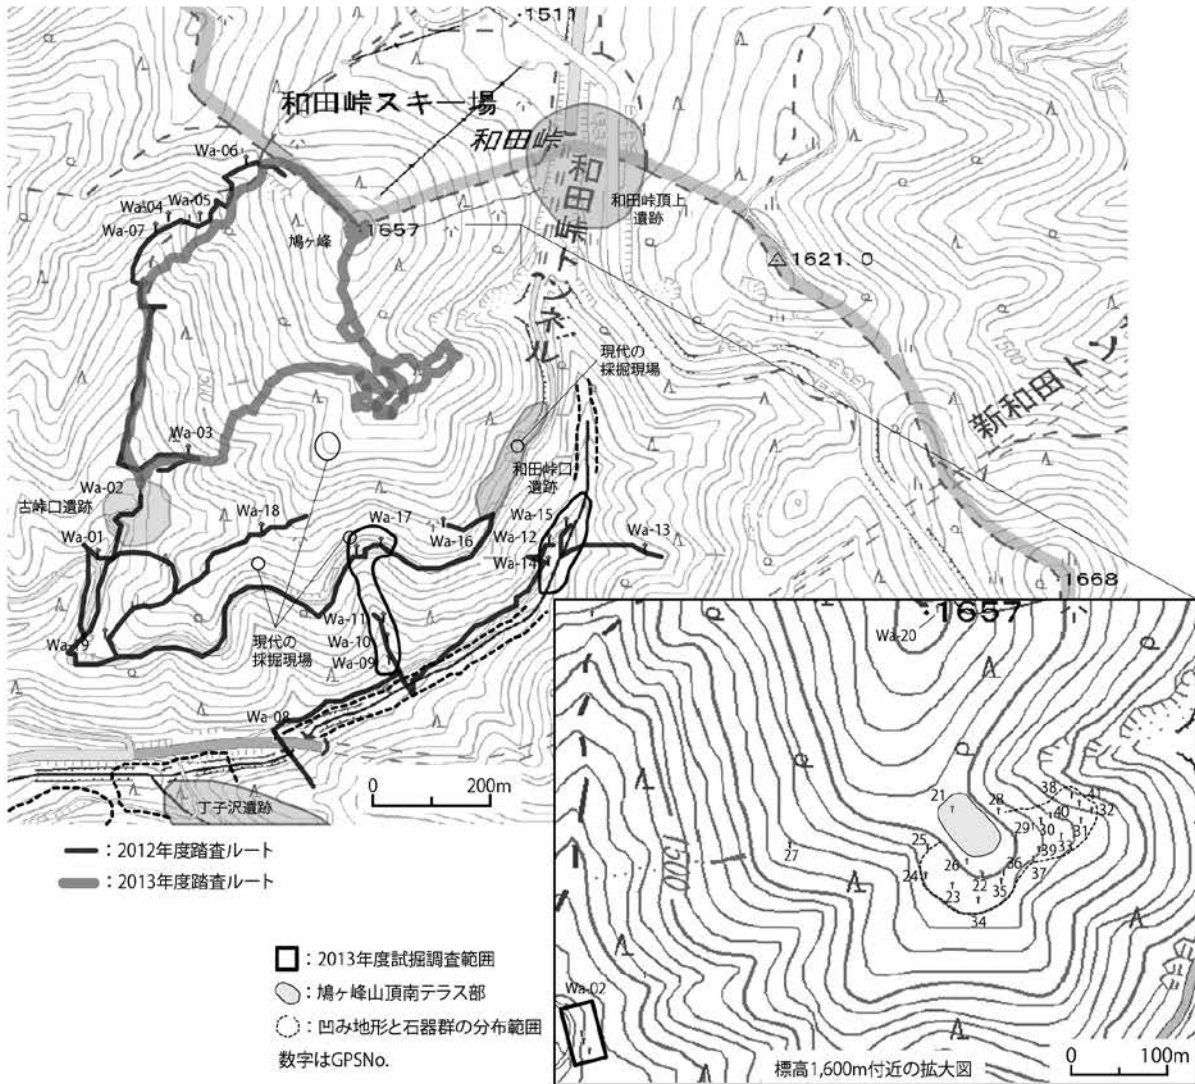 ・1511
和田峠スキー場
和田峠
和田峠トンネル
和田峠頂上
遺跡
Wa-06
Wa-04
Wa-05
Wa-07
鳩ヶ峰
・1657
1621.0
現代の
採掘現場
新和田トン
1500
1500
Wa-03
Wa-02
古峠口遺跡
和田峠口
遺跡
Wa-01
Wa-18
Wa-17
Wa-16
Wa-15
Wa-12
Wa-14
Wa-13
・1668
Wa-19
Wa-11
Wa-10
Wa-09
現代の
採掘現場
Wa-08
丁子沢遺跡
0
200m
：2012年度踏査ルート
：2013年度踏査ルート
：2013年度試掘調査範囲
：鳩ヶ峰山頂南テラス部
：凹み地形と石器群の分布範囲
数字はGPSNo.
・1657
Wa-20
21
28
38
41
32
40
29
30
31
33
39
25
27
26
36
37
24
23
22
35
34
1500
Wa-02
標高1,600m付近の拡大図
0
100m